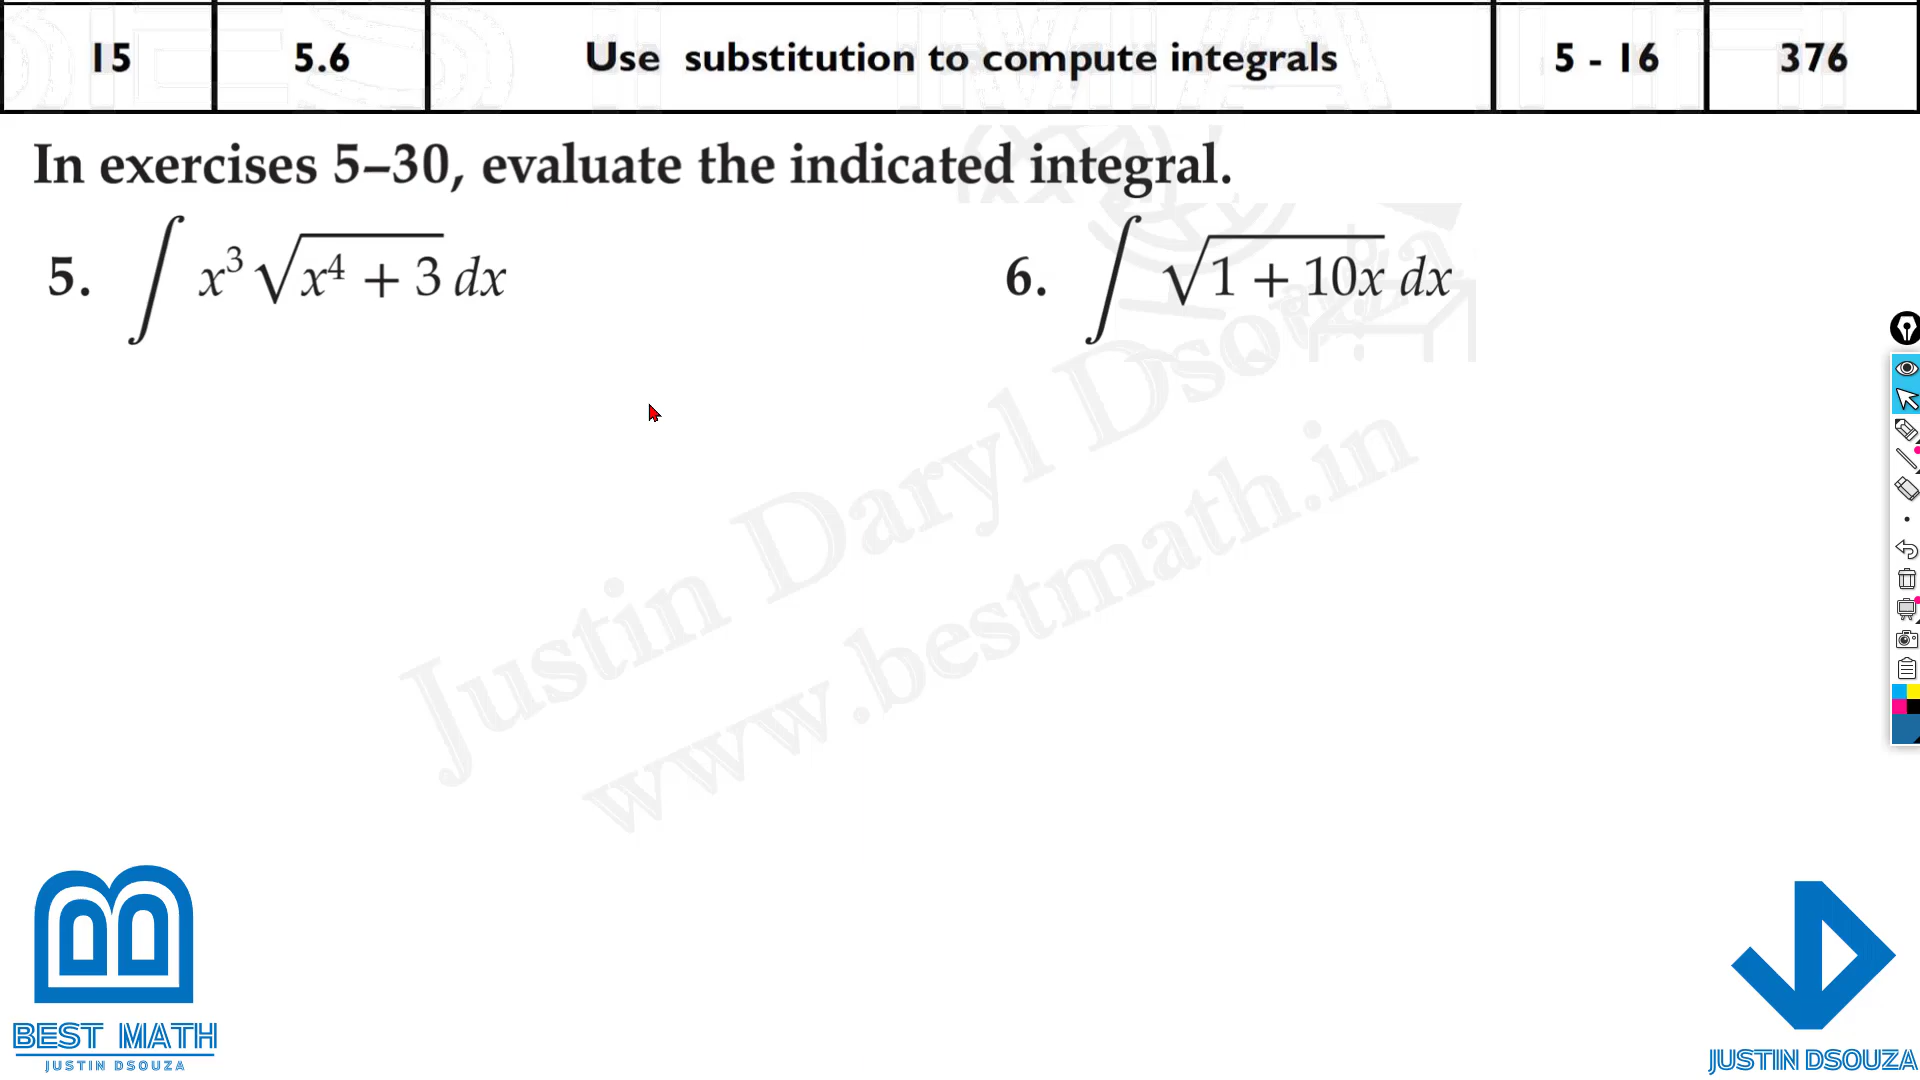 15 5.6 Use substitution to compute integrals 5 - 16 376
In exercises 5–30, evaluate the indicated integral.
5. ∫ x³ √(x⁴ + 3) dx 6. ∫ √(1 + 10x) dx
Justin Daryl Dsouza
www.bestmath.in
BEST MATH
JUSTIN DSOUZA
JUSTIN DSOUZA